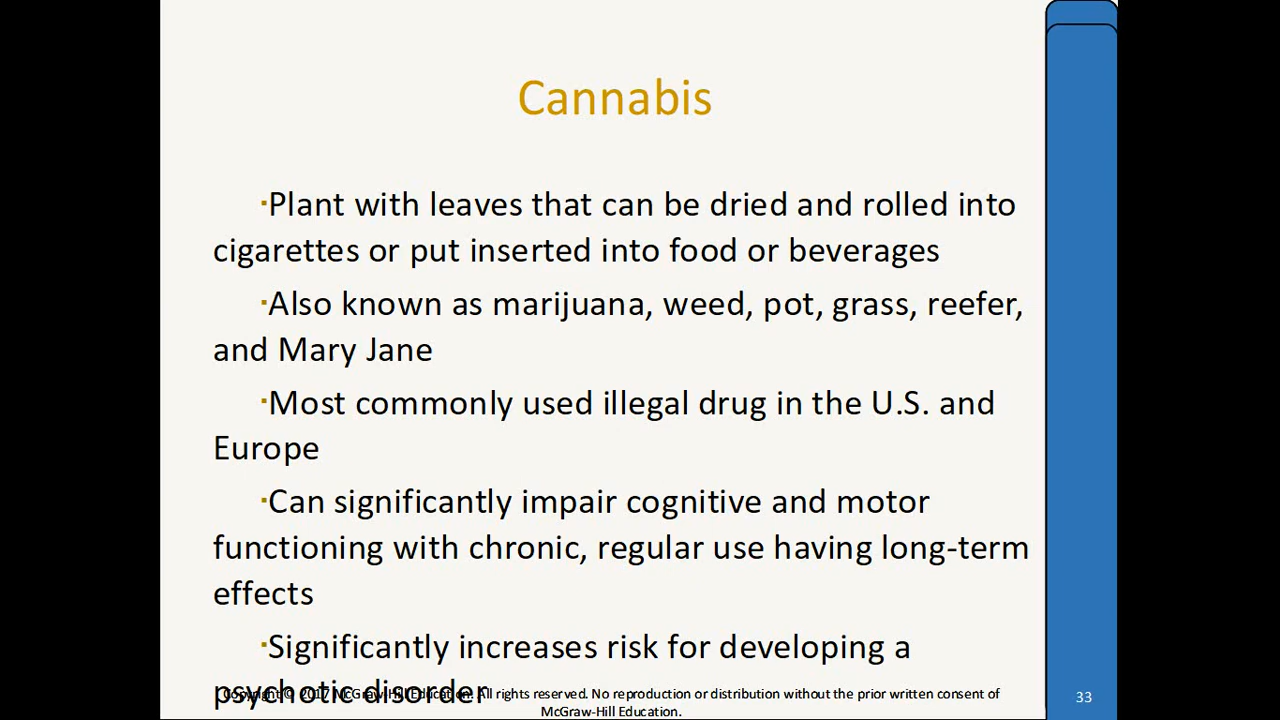 Cannabis
▪Plant with leaves that can be dried and rolled into
cigarettes or put inserted into food or beverages
▪Also known as marijuana, weed, pot, grass, reefer,
and Mary Jane
▪Most commonly used illegal drug in the U.S. and
Europe
▪Can significantly impair cognitive and motor
functioning with chronic, regular use having long-term
effects
▪Significantly increases risk for developing a
psychotic disorder
Copyright © 2017 McGraw-Hill Education. All rights reserved. No reproduction or distribution without the prior written consent of
McGraw-Hill Education.
33